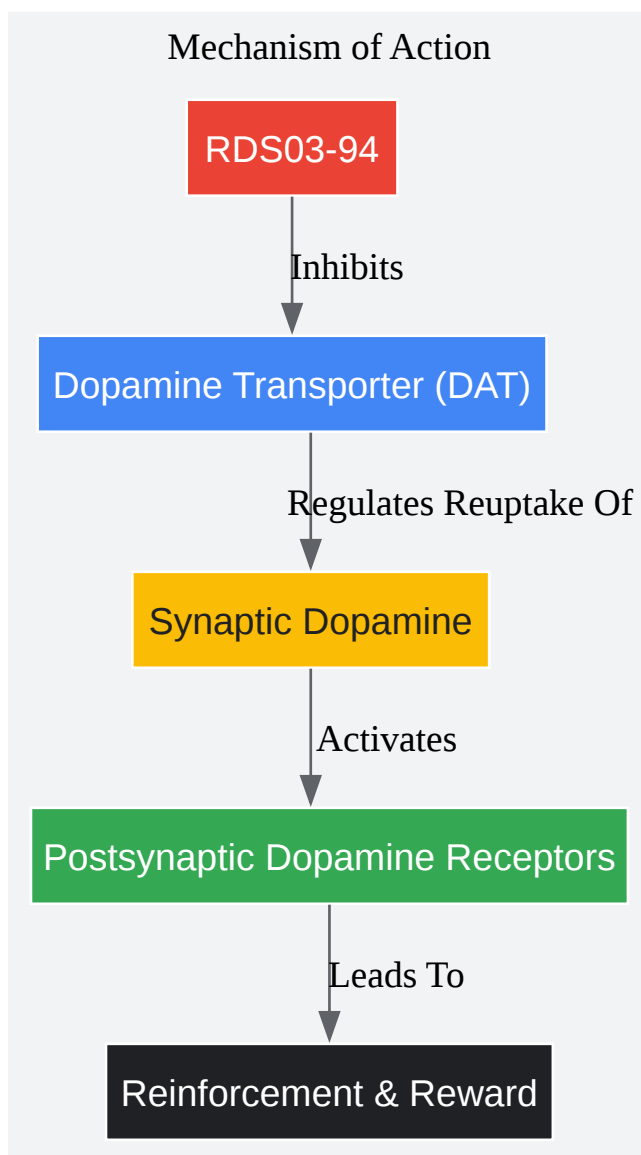 Mechanism of Action
RDS03-94
Inhibits
Dopamine Transporter (DAT)
Regulates Reuptake Of
Synaptic Dopamine
Activates
Postsynaptic Dopamine Receptors
Leads To
Reinforcement & Reward